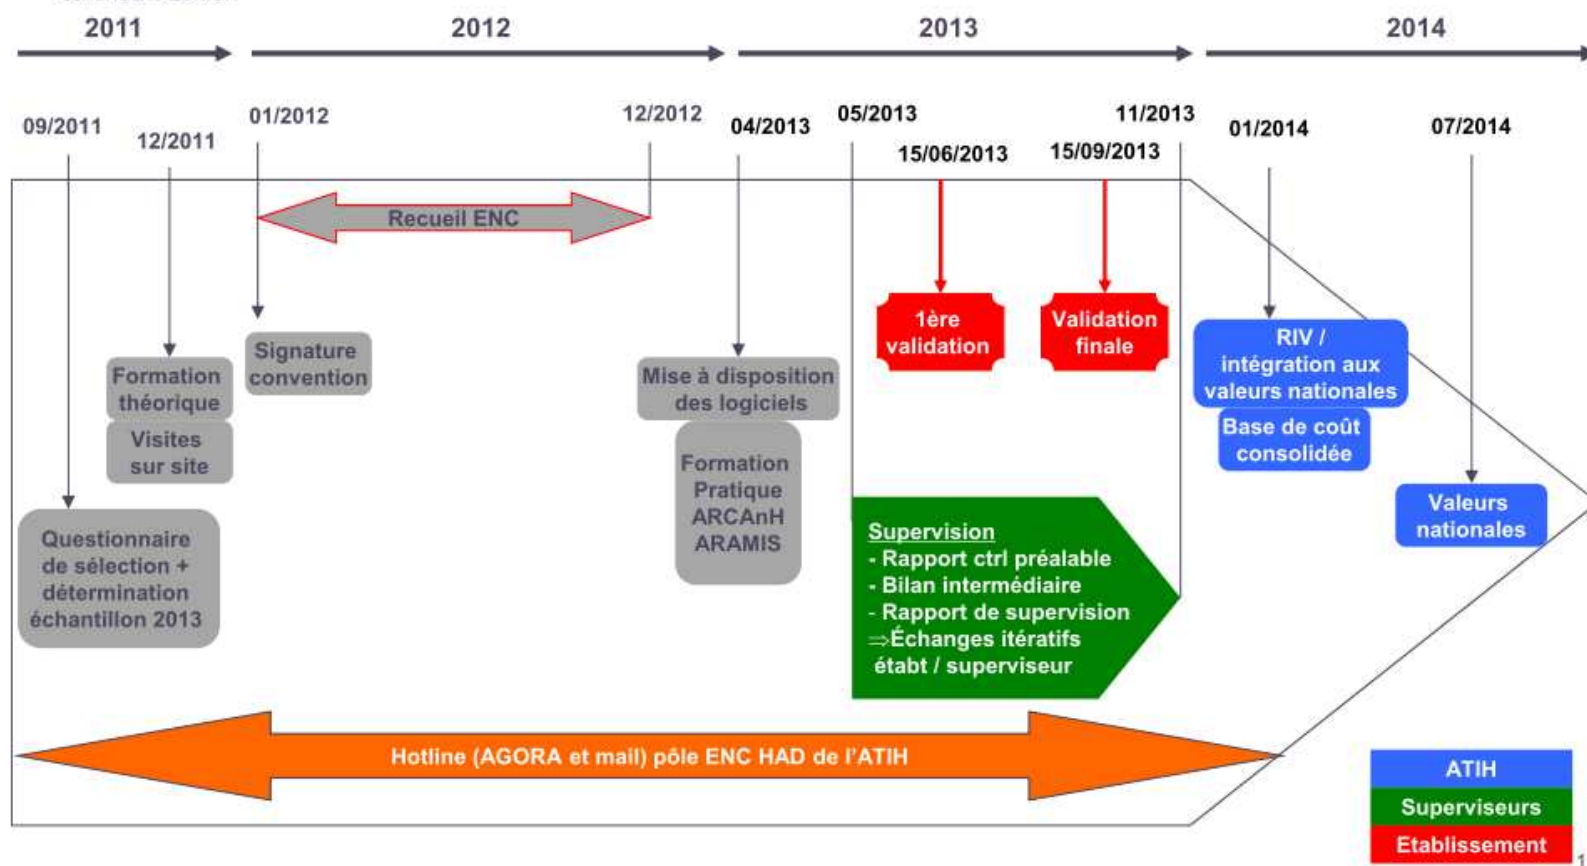 2011
2012
2013
2014
09/2011
12/2011
01/2012
12/2012
04/2013
05/2013
15/06/2013
15/09/2013
11/2013
01/2014
07/2014
Recueil ENC
Signature
convention
Formation
théorique
Visites
sur site
Questionnaire
de sélection +
détermination
échantillon 2013
Mise à disposition
des logiciels
Formation
Pratique
ARCAnH
ARAMIS
1ère
validation
Validation
finale
RIV /
intégration aux
valeurs nationales
Base de coût
consolidée
Valeurs
nationales
Supervision
- Rapport ctrl préalable
- Bilan intermédiaire
- Rapport de supervision
⇒Échanges itératifs
étabt / superviseur
Hotline (AGORA et mail) pôle ENC HAD de l'ATIH
ATIH
Superviseurs
Etablissement